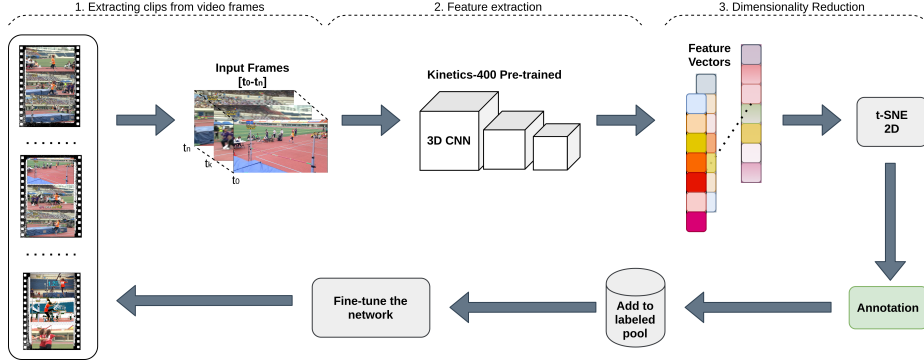 1. Extracting clips from video frames
2. Feature extraction
3. Dimensionality Reduction
Input Frames
[t₀-tₙ]
tₙ
tₖ
t₀
Kinetics-400 Pre-trained
3D CNN
Feature
Vectors
t-SNE
2D
Annotation
Add to
labeled
pool
Fine-tune the
network